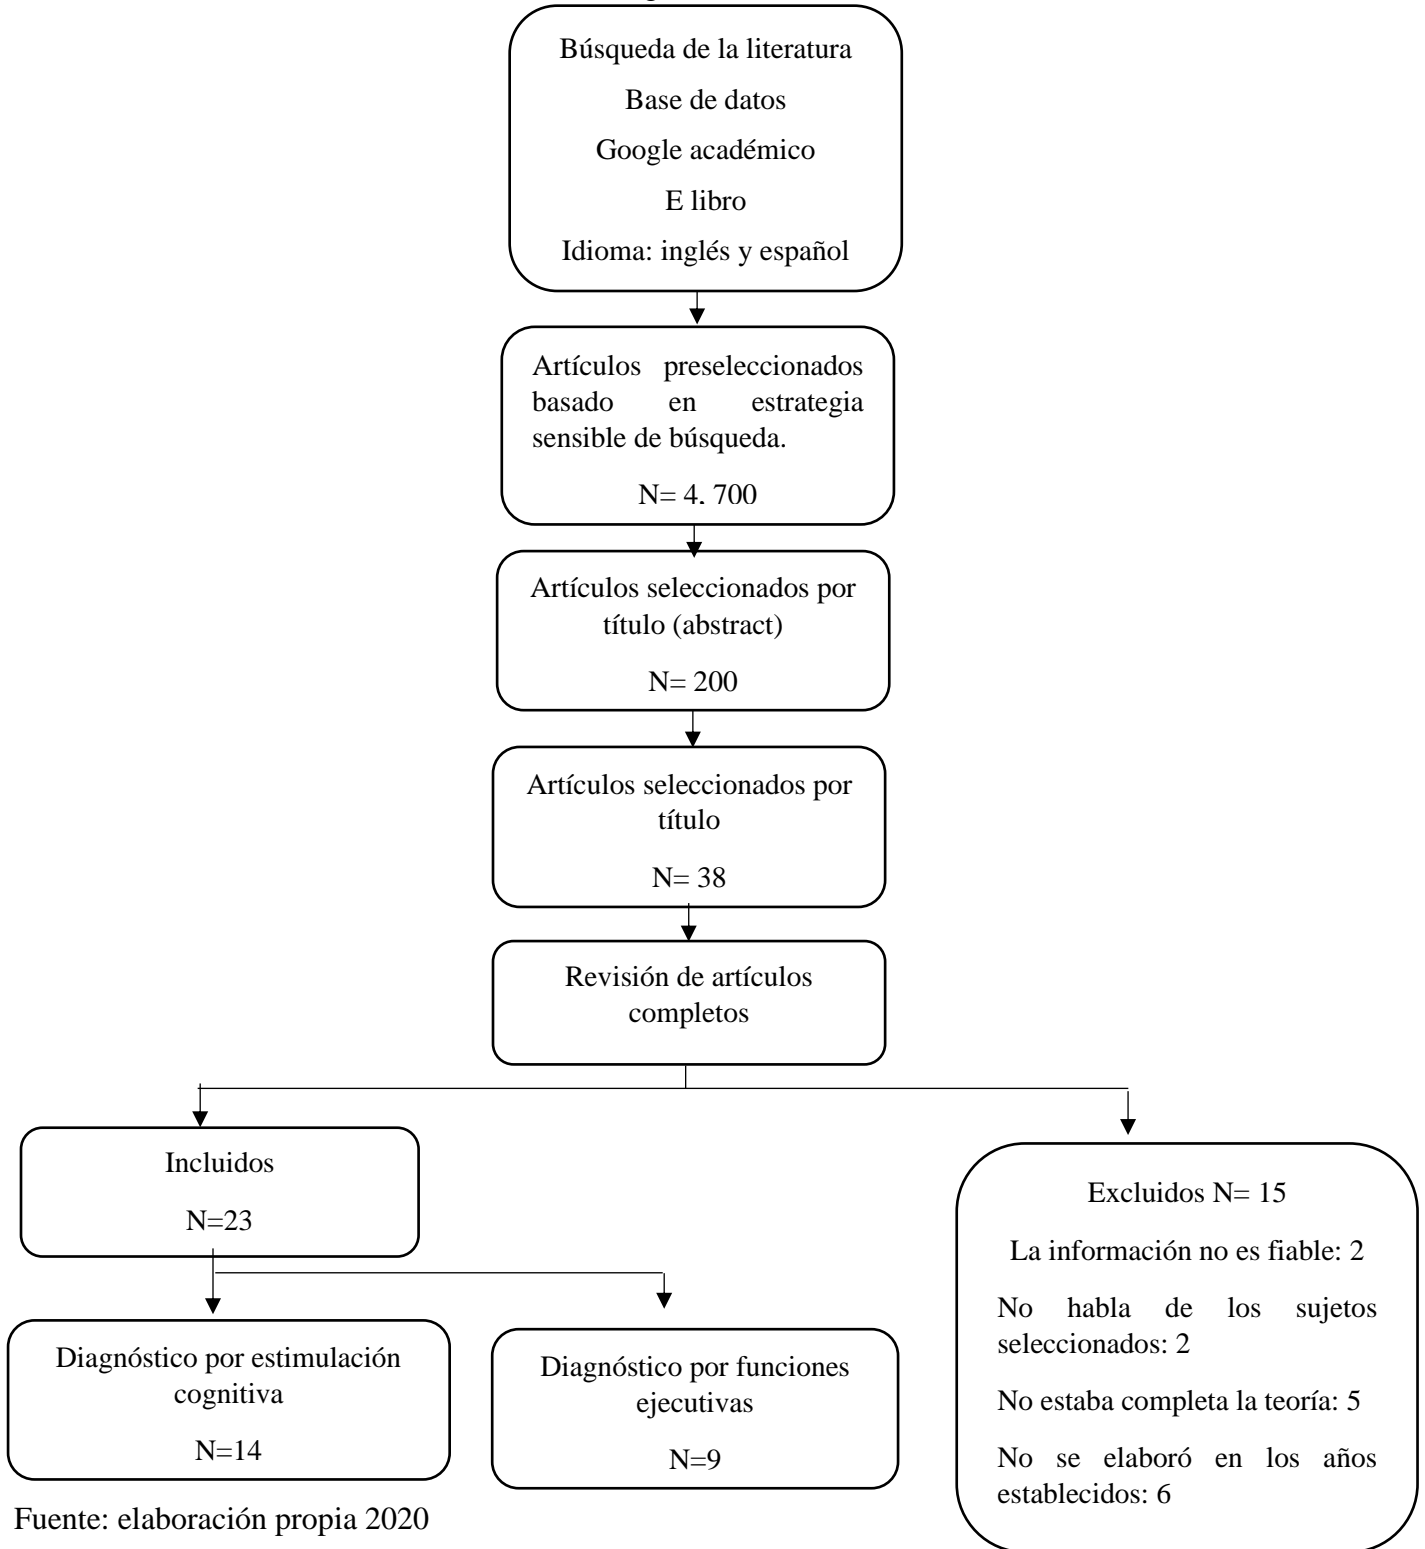 Búsqueda de la literatura
Base de datos
Google académico
E libro
Idioma: inglés y español
Artículos preseleccionados
basado en estrategia
sensible de búsqueda.
N= 4. 700
Artículos seleccionados por
título (abstract)
N= 200
Artículos seleccionados por
título
N= 38
Revisión de artículos
completos
Incluidos
N=23
Diagnóstico por estimulación
cognitiva
N=14
Diagnóstico por funciones
ejecutivas
N=9
Excluidos N= 15
La información no es fiable: 2
No habla de los sujetos
seleccionados: 2
No estaba completa la teoría: 5
No se elaboró en los años
establecidos: 6
Fuente: elaboración propia 2020